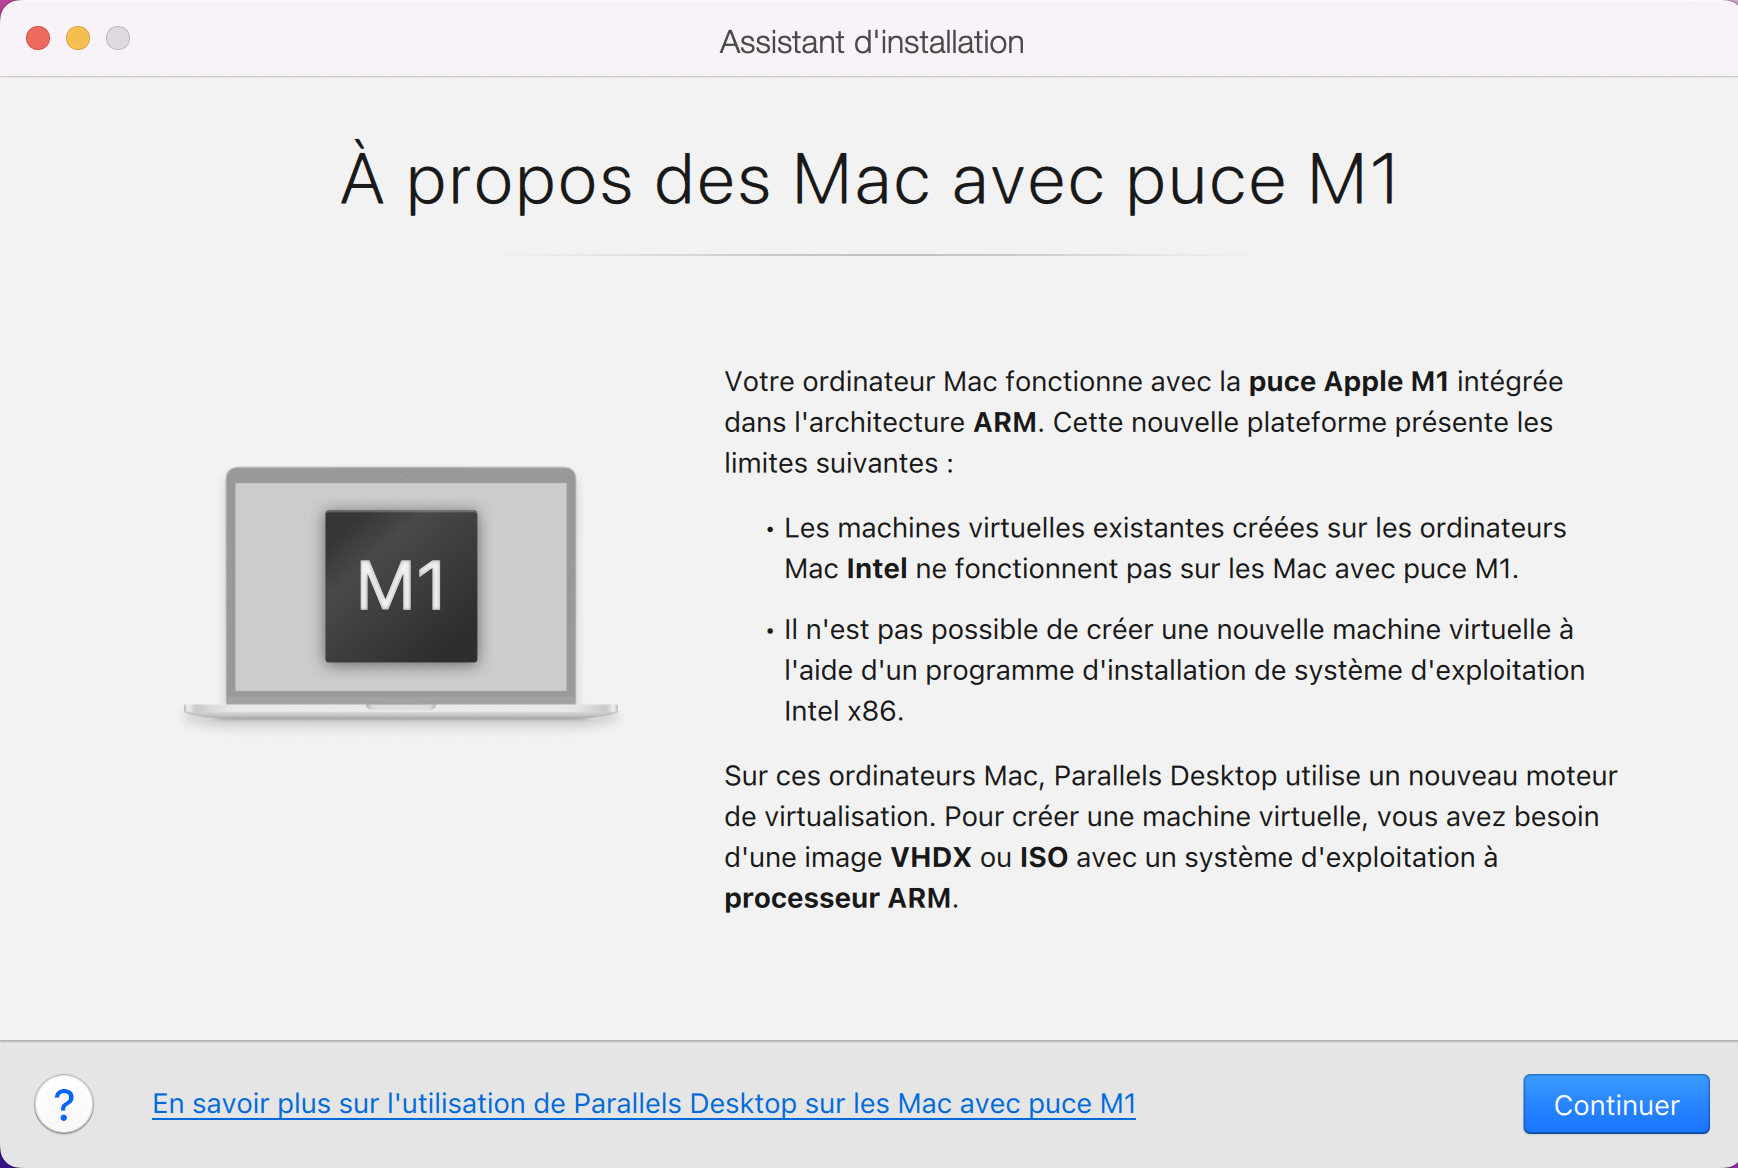 Assistant d'installation
À propos des Mac avec puce M1
Votre ordinateur Mac fonctionne avec la puce Apple M1 intégrée
dans l'architecture ARM. Cette nouvelle plateforme présente les
limites suivantes :
• Les machines virtuelles existantes créées sur les ordinateurs
Mac Intel ne fonctionnent pas sur les Mac avec puce M1.
• Il n'est pas possible de créer une nouvelle machine virtuelle à
l'aide d'un programme d'installation de système d'exploitation
Intel x86.
Sur ces ordinateurs Mac, Parallels Desktop utilise un nouveau moteur
de virtualisation. Pour créer une machine virtuelle, vous avez besoin
d'une image VHDX ou ISO avec un système d'exploitation à
processeur ARM.
M1
?
En savoir plus sur l'utilisation de Parallels Desktop sur les Mac avec puce M1
Continuer